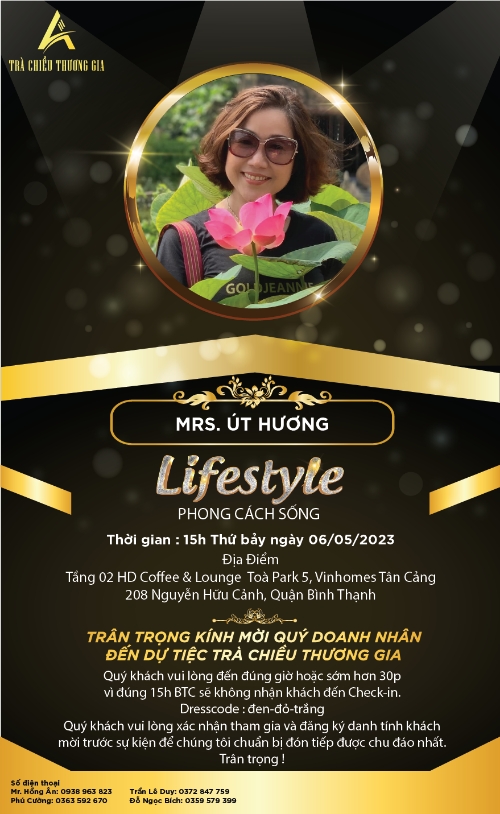 TRÀ CHIỀU THƯƠNG GIA
GOLDJEANNE
MRS. ÚT HƯƠNG
Lifestyle
PHONG CÁCH SỐNG
Thời gian : 15h Thứ bảy ngày 06/05/2023
Địa Điểm
Tầng 02 HD Coffee & Lounge Toà Park 5, Vinhomes Tân Cảng
208 Nguyễn Hữu Cảnh, Quận Bình Thạnh
TRÂN TRỌNG KÍNH MỜI QUÝ DOANH NHÂN
ĐẾN DỰ TIỆC TRÀ CHIỀU THƯƠNG GIA
Quý khách vui lòng đến đúng giờ hoặc sớm hơn 30p
vì đúng 15h BTC sẽ không nhận khách đến Check-in.
Dresscode : đen-đỏ-trắng
Quý khách vui lòng xác nhận tham gia và đăng ký danh tính khách
mời trước sự kiện để chúng tôi chuẩn bị đón tiếp được chu đáo nhất.
Trân trọng !
Số điện thoại
Mr. Hồng Ân: 0938 963 823
Phú Cường: 0363 592 670
Trần Lê Duy: 0372 847 759
Đỗ Ngọc Bích: 0359 579 399